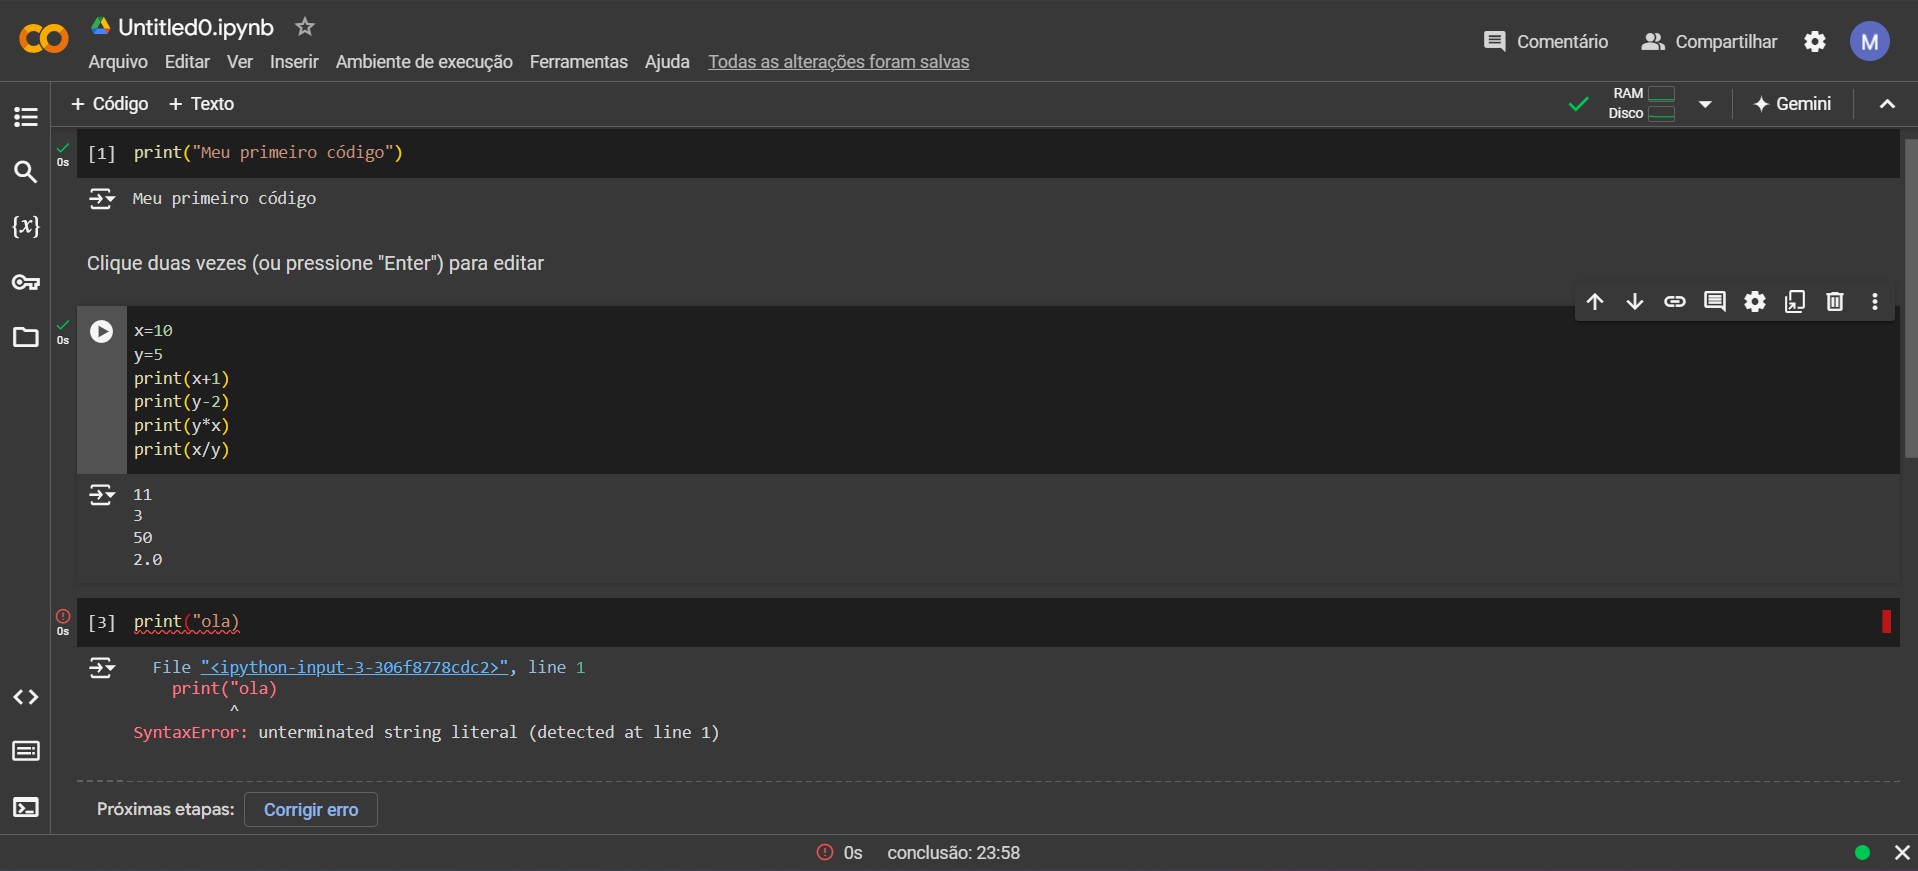 Untitled0.ipynb
Comentário Compartilhar M
Arquivo Editar Ver Inserir Ambiente de execução Ferramentas Ajuda Todas as alterações foram salvas
+ Código + Texto
RAM
Disco
Gemini
0s
[1] print("Meu primeiro código")
Meu primeiro código
{x}
Clique duas vezes (ou pressione "Enter") para editar
0s
x=10
y=5
print(x+1)
print(y-2)
print(y*x)
print(x/y)
11
3
50
2.0
0s
[3] print("ola)
File "<ipython-input-3-306f8778cdc2>", line 1
print("ola)
^
SyntaxError: unterminated string literal (detected at line 1)
Próximas etapas: Corrigir erro
0s conclusão: 23:58